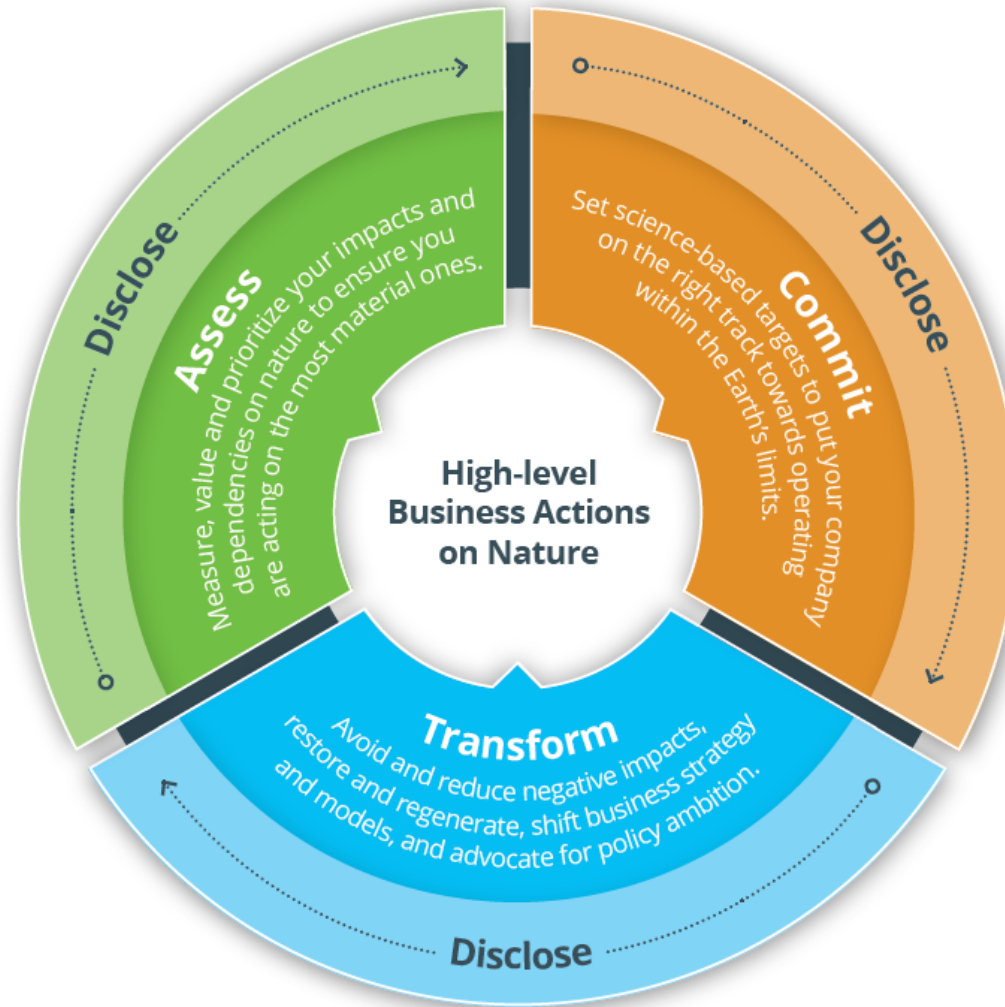 High-level
Business Actions
on Nature
Disclose
Assess
Measure, value and prioritize your impacts and
dependencies on nature to ensure you
are acting on the most material ones.
Disclose
Commit
Set science-based targets to put your company
on the right track towards operating
within the Earth's limits.
Transform
Avoid and reduce negative impacts,
restore and regenerate, shift business strategy
and models, and advocate for policy ambition.
Disclose